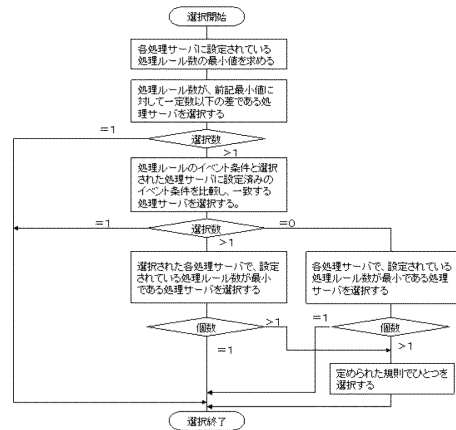 選択開始
各処理サーバに設定されている
処理ルール数の最小値を求める
処理ルール数が、前記最小値に
対して一定数以下の差である処
理サーバを選択する
＝1
選択数
＞1
処理ルールのイベント条件と選択
された処理サーバに設定済みの
イベント条件を比較し、一致する
処理サーバを選択する。
＝1
選択数
＝0
＞1
選択された各処理サーバで、設定
されている処理ルール数が最小
である処理サーバを選択する
各処理サーバで、設定されている
処理ルール数が最小である処理
サーバを選択する
個数
＞1
＝1
個数
＝1
＞1
定められた規則でひとつを
選択する
選択終了